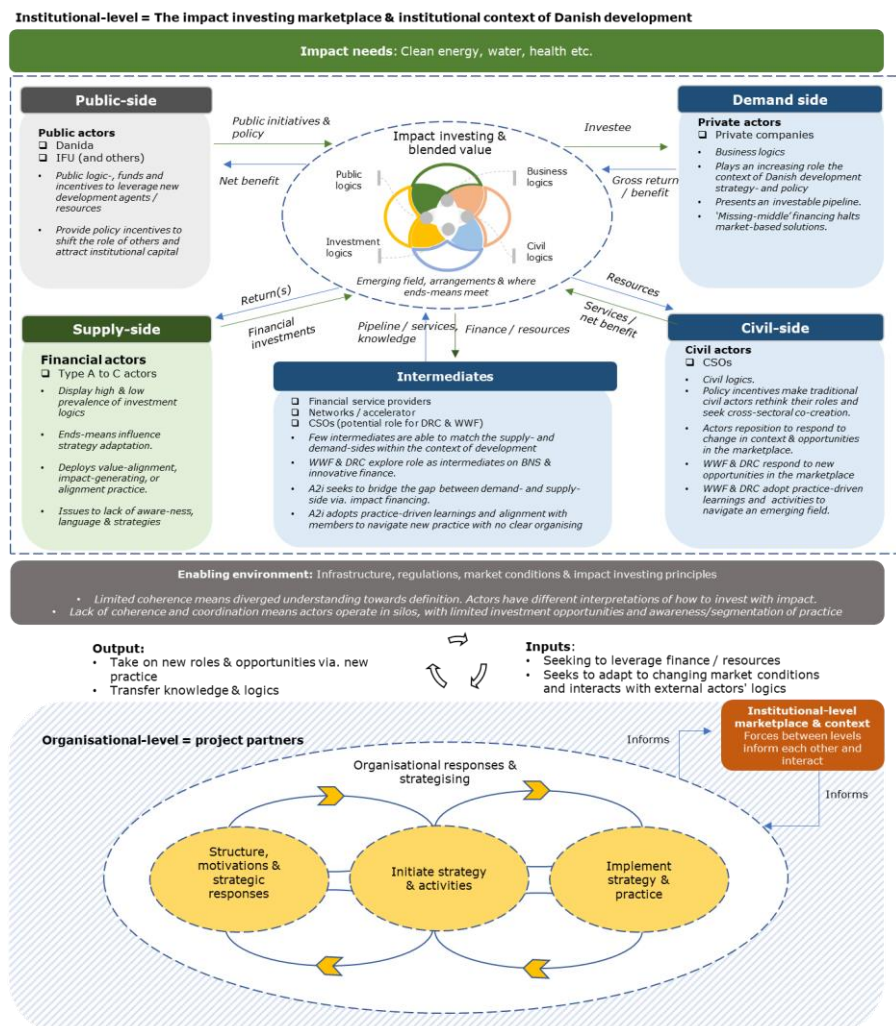 Institutional-level = The impact investing marketplace & institutional context of Danish development
Impact needs: Clean energy, water, health etc.
Public-side
Public actors
❑ Danida
❑ IFU (and others)
• Public logic-, funds and
incentives to leverage new
development agents /
resources
• Provide policy incentives to
shift the role of others and
attract institutional capital
Public initiatives &
policy
Net benefit
Impact investing &
blended value
Public
logics
Business
logics
Investment
logics
Civil
logics
Emerging field, arrangements & where
ends-means meet
Investee
Gross return
/ benefit
Demand side
Private actors
❑ Private companies
• Business logics
• Plays an increasing role the
context of Danish development
strategy- and policy
• Presents an investable pipeline.
• 'Missing-middle' financing halts
market-based solutions.
Return(s)
Financial
investments
Pipeline / services,
knowledge
Finance / resources
Resources
Services /
net benefit
Supply-side
Financial actors
❑ Type A to C actors
• Display high & low
prevalence of investment
logics
• Ends-means influence
strategy adaptation.
• Deploys value-alignment,
impact-generating, or
alignment practice.
• Issues to lack of aware-ness,
language & strategies
Intermediates
❑ Financial service providers
❑ Networks / accelerator
❑ CSOs (potential role for DRC & WWF)
• Few intermediates are able to match the supply- and
demand-sides within the context of development
• WWF & DRC explore role as intermediates on BNS &
innovative finance.
• A2i seeks to bridge the gap between demand- and supply-
side via. impact financing.
• A2i adopts practice-driven learnings and alignment with
members to navigate new practice with no clear organising
Civil-side
Civil actors
❑ CSOs
• Civil logics.
• Policy incentives make traditional
civil actors rethink their roles and
seek cross-sectoral co-creation.
• Actors reposition to respond to
change in context & opportunities
in the marketplace.
• WWF & DRC respond to new
opportunities in the marketplace
• WWF & DRC adopt practice-driven
learnings and activities to
navigate an emerging field.
Enabling environment: Infrastructure, regulations, market conditions & impact investing principles
• Limited coherence means diverged understanding towards definition. Actors have different interpretations of how to invest with impact.
• Lack of coherence and coordination means actors operate in silos, with limited investment opportunities and awareness/segmentation of practice
Output:
• Take on new roles & opportunities via. new
practice
• Transfer knowledge & logics
Inputs:
• Seeking to leverage finance / resources
• Seeks to adapt to changing market conditions
and interacts with external actors' logics
Organisational-level = project partners
Institutional-level
marketplace & context
Forces between levels
inform each other and
interact
Informs
Informs
Organisational responses &
strategising
Structure,
motivations &
strategic
responses
Initiate strategy
& activities
Implement
strategy &
practice